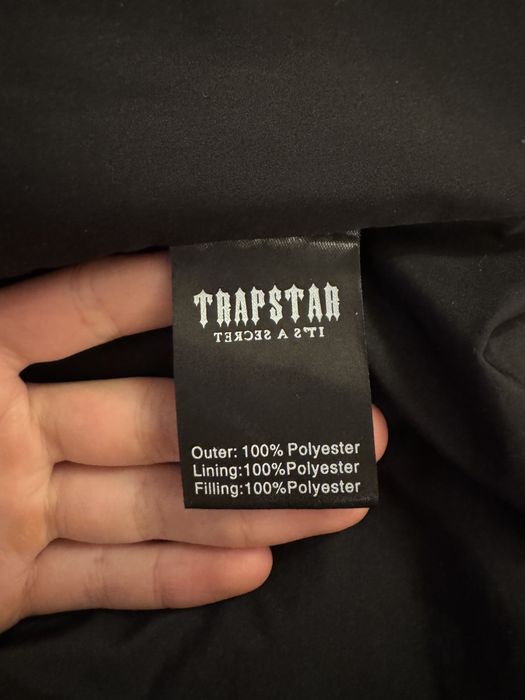 TRAPSTAR
IT'S A SECRET
Outer: 100% Polyester
Lining:100%Polyester
Filling:100%Polyester